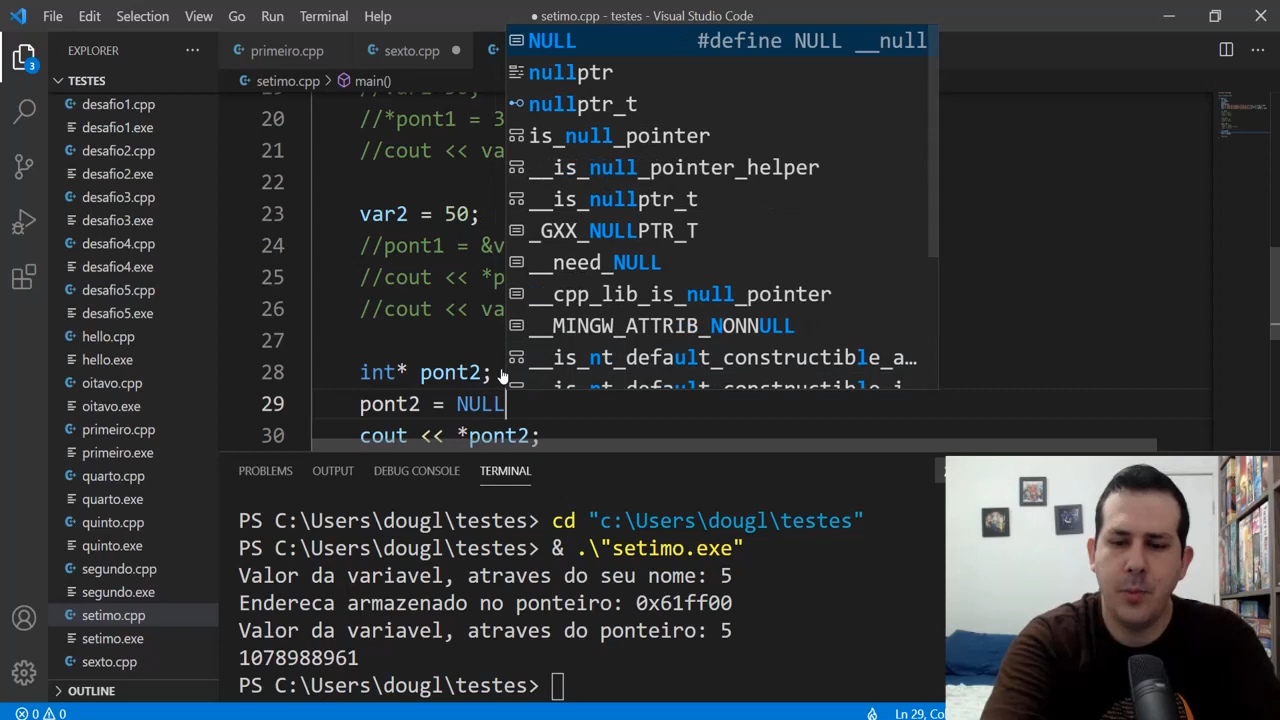 File Edit Selection View Go Run Terminal Help
● setimo.cpp - testes - Visual Studio Code
EXPLORER ...
primeiro.cpp
sexto.cpp ●
TESTES
setimo.cpp > main()
3
desafio1.cpp
desafio1.exe
desafio2.cpp
desafio2.exe
desafio3.cpp
desafio3.exe
desafio4.cpp
desafio4.exe
desafio5.cpp
desafio5.exe
hello.cpp
hello.exe
oitavo.cpp
oitavo.exe
primeiro.cpp
primeiro.exe
quarto.cpp
quarto.exe
quinto.cpp
quinto.exe
segundo.cpp
segundo.exe
setimo.cpp
setimo.exe
sexto.cpp
OUTLINE
20 //*pont1 = 3
21 //cout << va
22
23 var2 = 50;
24 //pont1 = &v
25 //cout << *p
26 //cout << va
27
28 int* pont2;
29 pont2 = NULL
30 cout << *pont2;
NULL #define NULL __null
nullptr
nullptr_t
is_null_pointer
__is_null_pointer_helper
__is_nullptr_t
_GXX_NULLPTR_T
__need_NULL
__cpp_lib_is_null_pointer
__MINGW_ATTRIB_NONNULL
__is_nt_default_constructible_a...
PROBLEMS OUTPUT DEBUG CONSOLE TERMINAL
PS C:\Users\dougl\testes> cd "c:\Users\dougl\testes"
PS C:\Users\dougl\testes> & .\"setimo.exe"
Valor da variavel, atraves do seu nome: 5
Endereca armazenado no ponteiro: 0x61ff00
Valor da variavel, atraves do ponteiro: 5
1078988961
PS C:\Users\dougl\testes>
0 0
Ln 29, Co